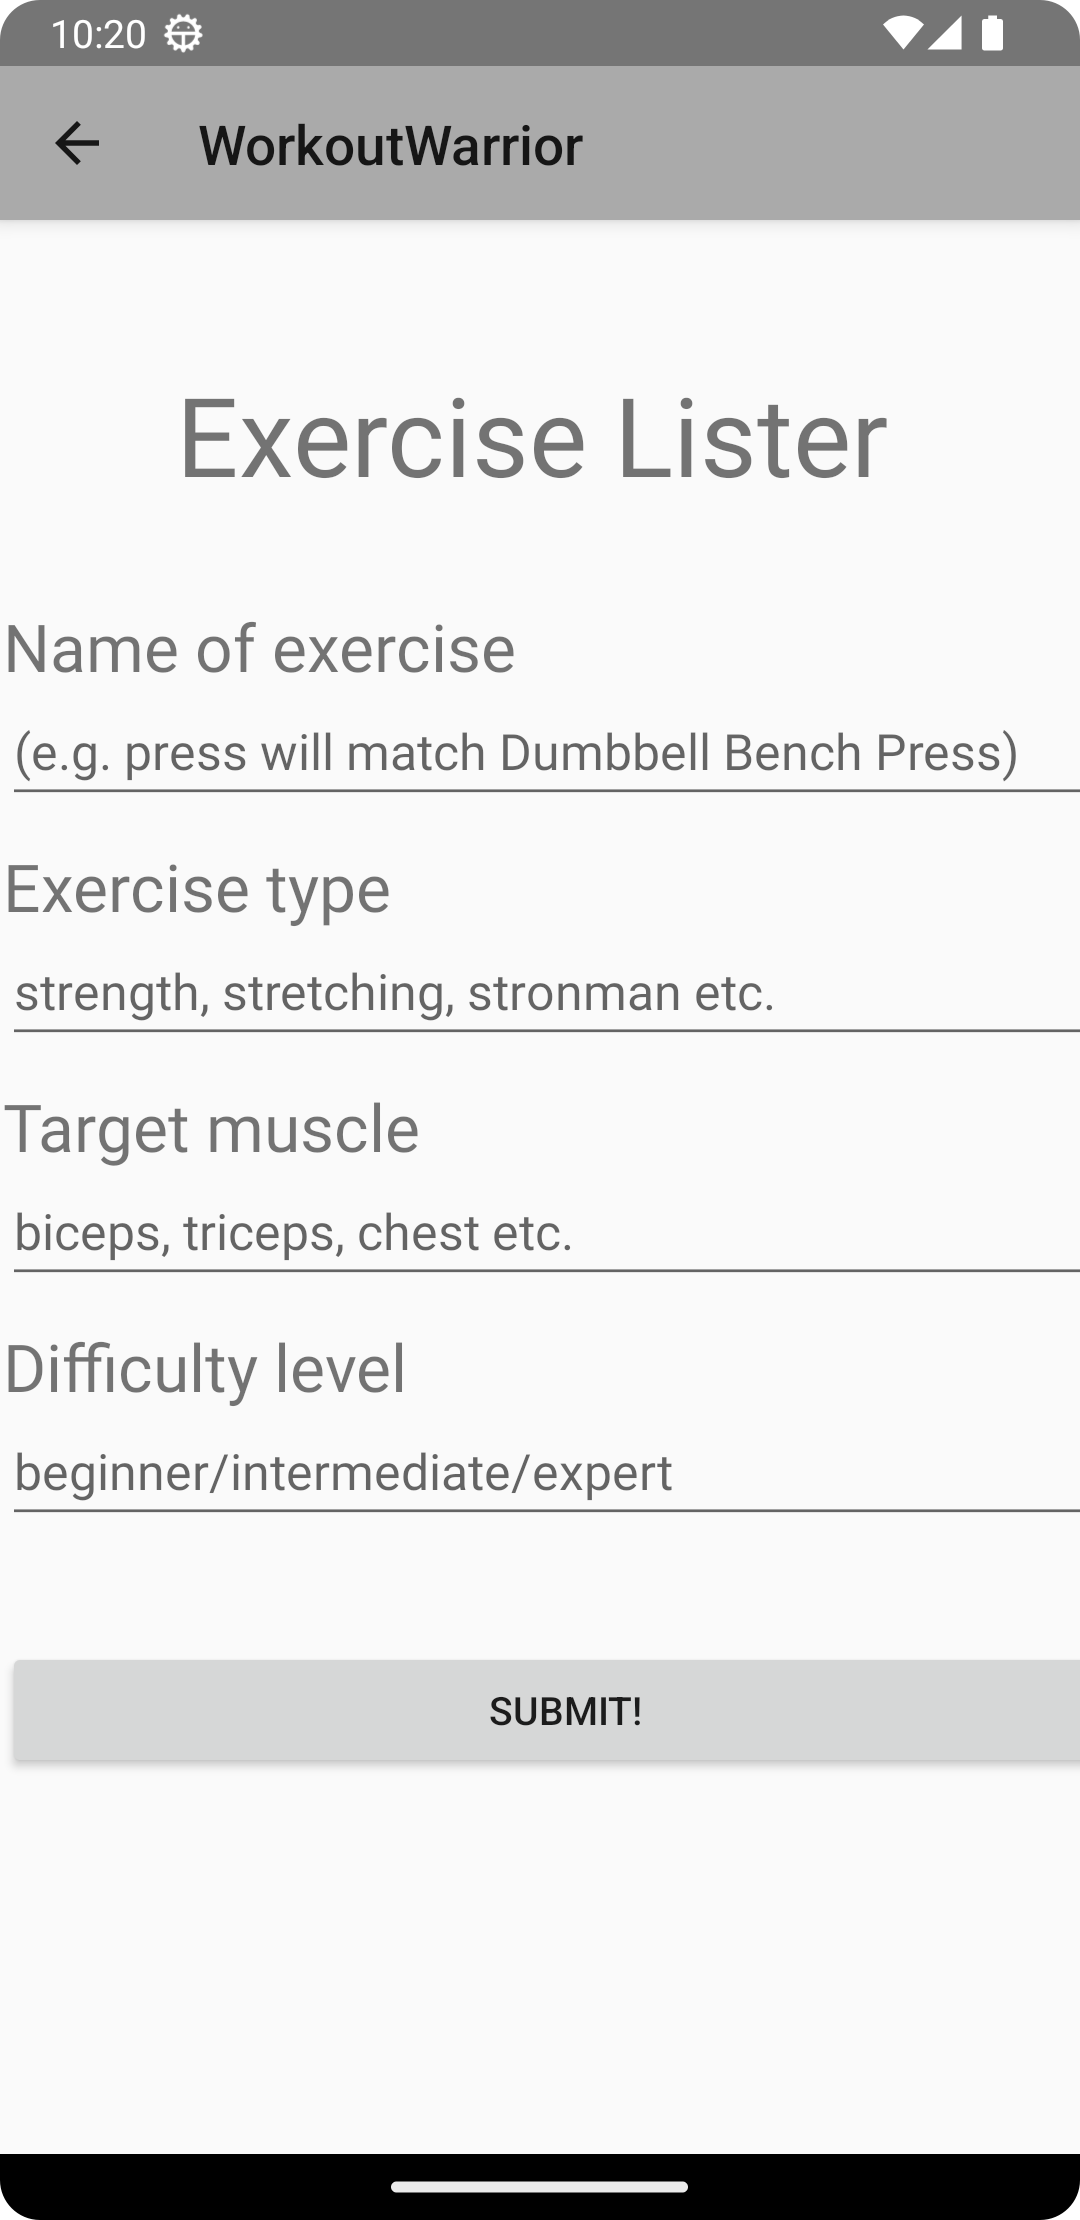 10:20
WorkoutWarrior
Exercise Lister
Name of exercise
(e.g. press will match Dumbbell Bench Press)
Exercise type
strength, stretching, stronman etc.
Target muscle
biceps, triceps, chest etc.
Difficulty level
beginner/intermediate/expert
SUBMIT!